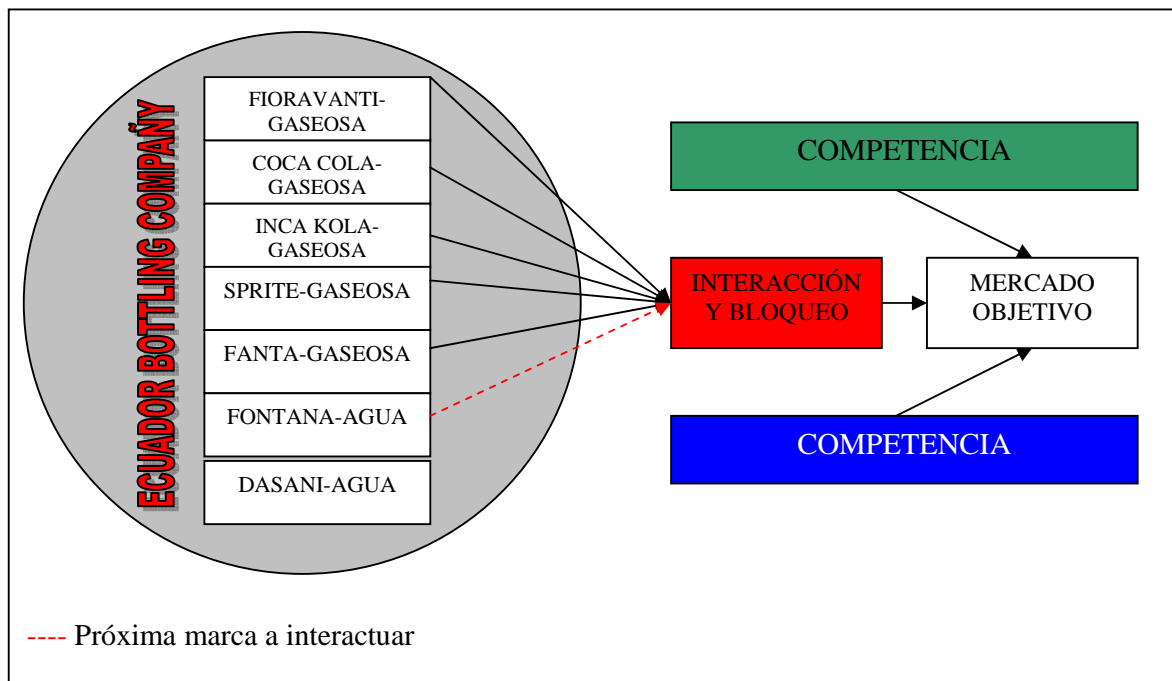 ECUADOR BOTTLING COMPAÑY
FIORAVANTI-
GASEOSA
COCA COLA-
GASEOSA
INCA KOLA-
GASEOSA
SPRITE-GASEOSA
FANTA-GASEOSA
FONTANA-AGUA
DASANI-AGUA
COMPETENCIA
INTERACCIÓN
Y BLOQUEO
MERCADO
OBJETIVO
COMPETENCIA
---- Próxima marca a interactuar